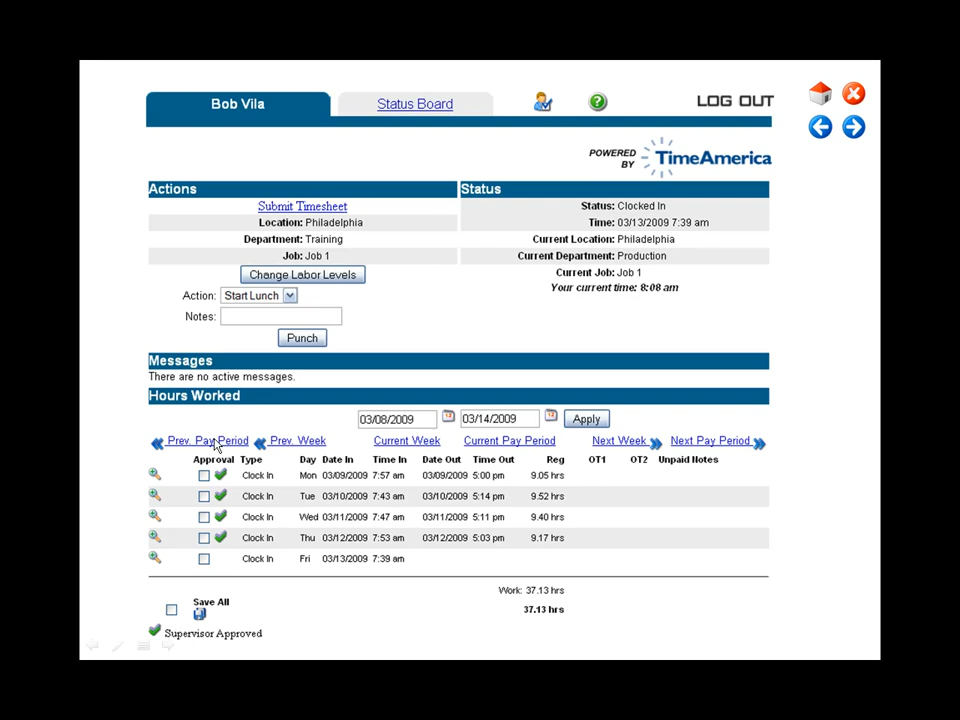 Bob Vila Status Board LOG OUT
POWERED BY TimeAmerica
Actions Status
Submit Timesheet Status: Clocked In
Location: Philadelphia Time: 03/13/2009 7:39 am
Department: Training Current Location: Philadelphia
Job: Job 1 Current Department: Production
Change Labor Levels Current Job: Job 1
Action: Start Lunch Your current time: 8:08 am
Notes:
Punch
Messages
There are no active messages.
Hours Worked
03/08/2009 03/14/2009 Apply
Prev. Pay Period Prev. Week Current Week Current Pay Period Next Week Next Pay Period
Approval Type Day Date In Time In Date Out Time Out Reg OT1 OT2 Unpaid Notes
Clock In Mon 03/09/2009 7:57 am 03/09/2009 5:00 pm 9.05 hrs
Clock In Tue 03/10/2009 7:43 am 03/10/2009 5:14 pm 9.52 hrs
Clock In Wed 03/11/2009 7:47 am 03/11/2009 5:11 pm 9.40 hrs
Clock In Thu 03/12/2009 7:53 am 03/12/2009 5:03 pm 9.17 hrs
Clock In Fri 03/13/2009 7:39 am
Work: 37.13 hrs
Save All 37.13 hrs
Supervisor Approved